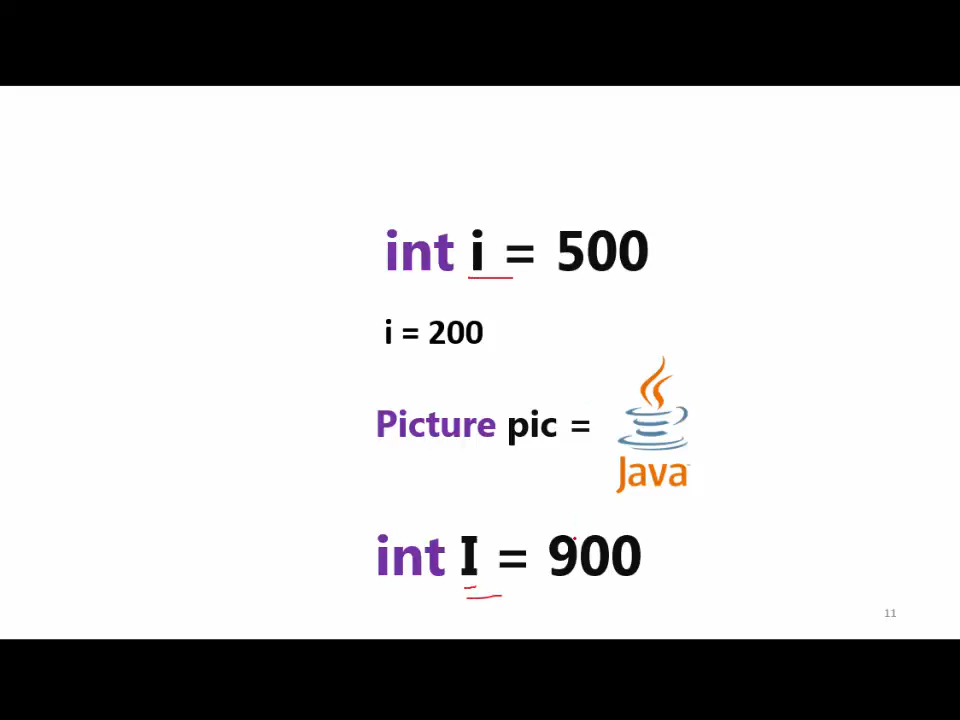 int i = 500
i = 200
Picture pic =
Java
int I = 900
11